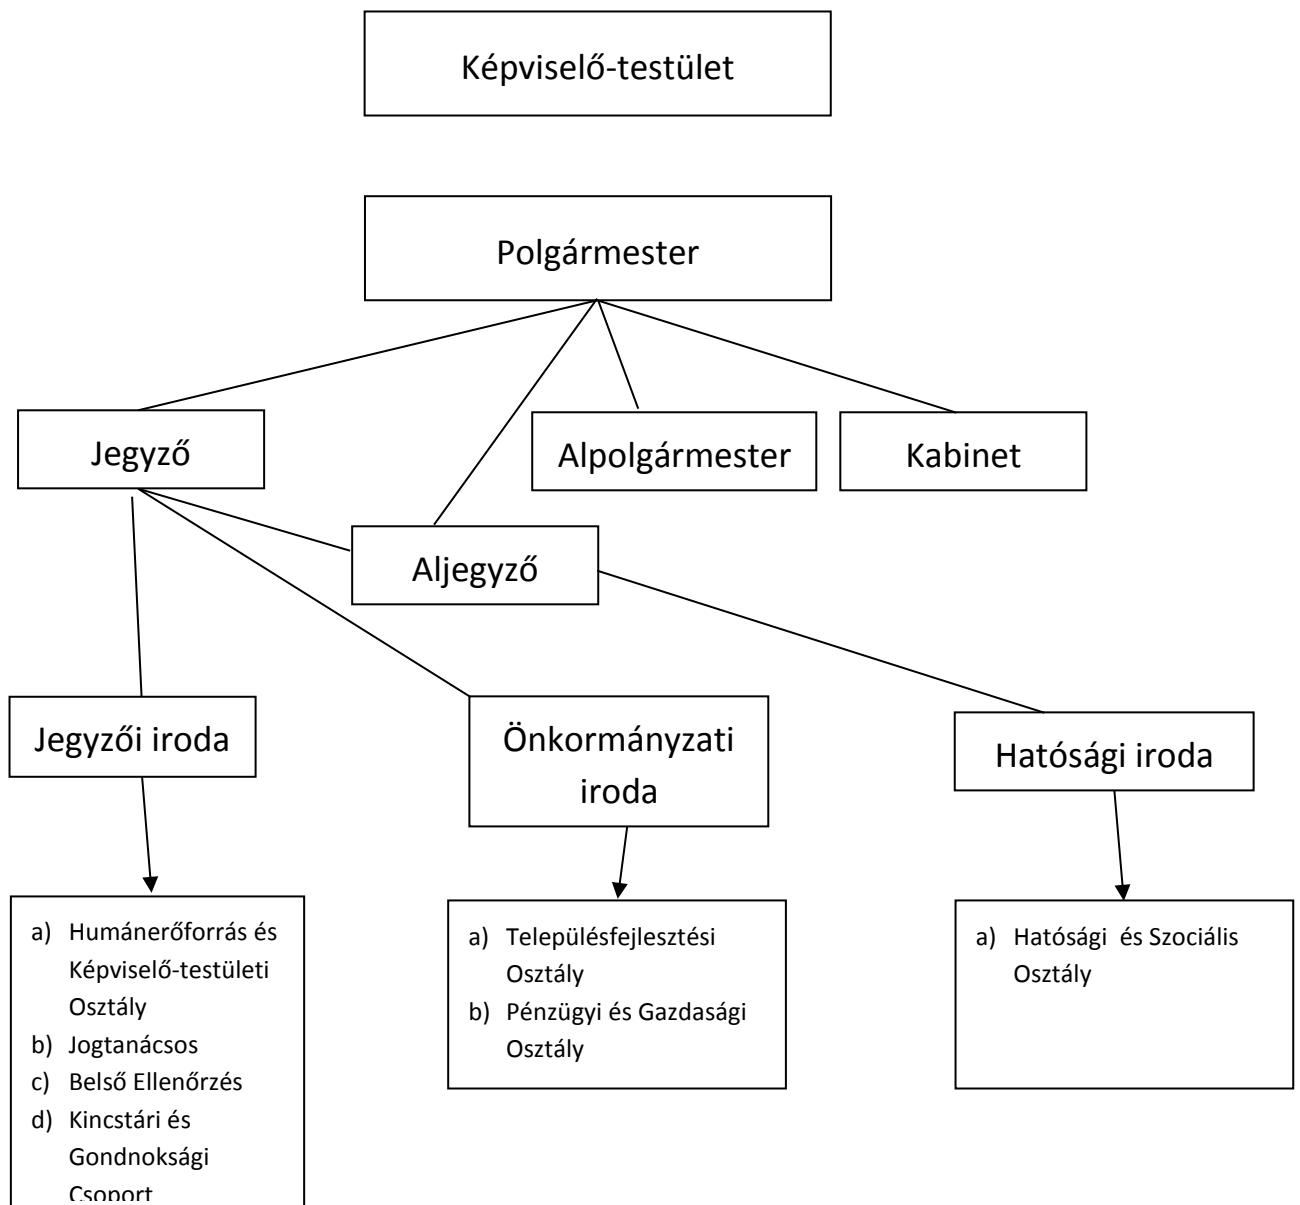 Képviselő-testület
Polgármester
Jegyző
Alpolgármester
Kabinet
Aljegyző
Jegyzői iroda
Önkormányzati
iroda
Hatósági iroda
a) Humánerőforrás és
Képviselő-testületi
Osztály
b) Jogtanácsos
c) Belső Ellenőrzés
d) Kincstári és
Gondnoksági
Csoport
a) Településfejlesztési
Osztály
b) Pénzügyi és Gazdasági
Osztály
a) Hatósági  és Szociális
Osztály